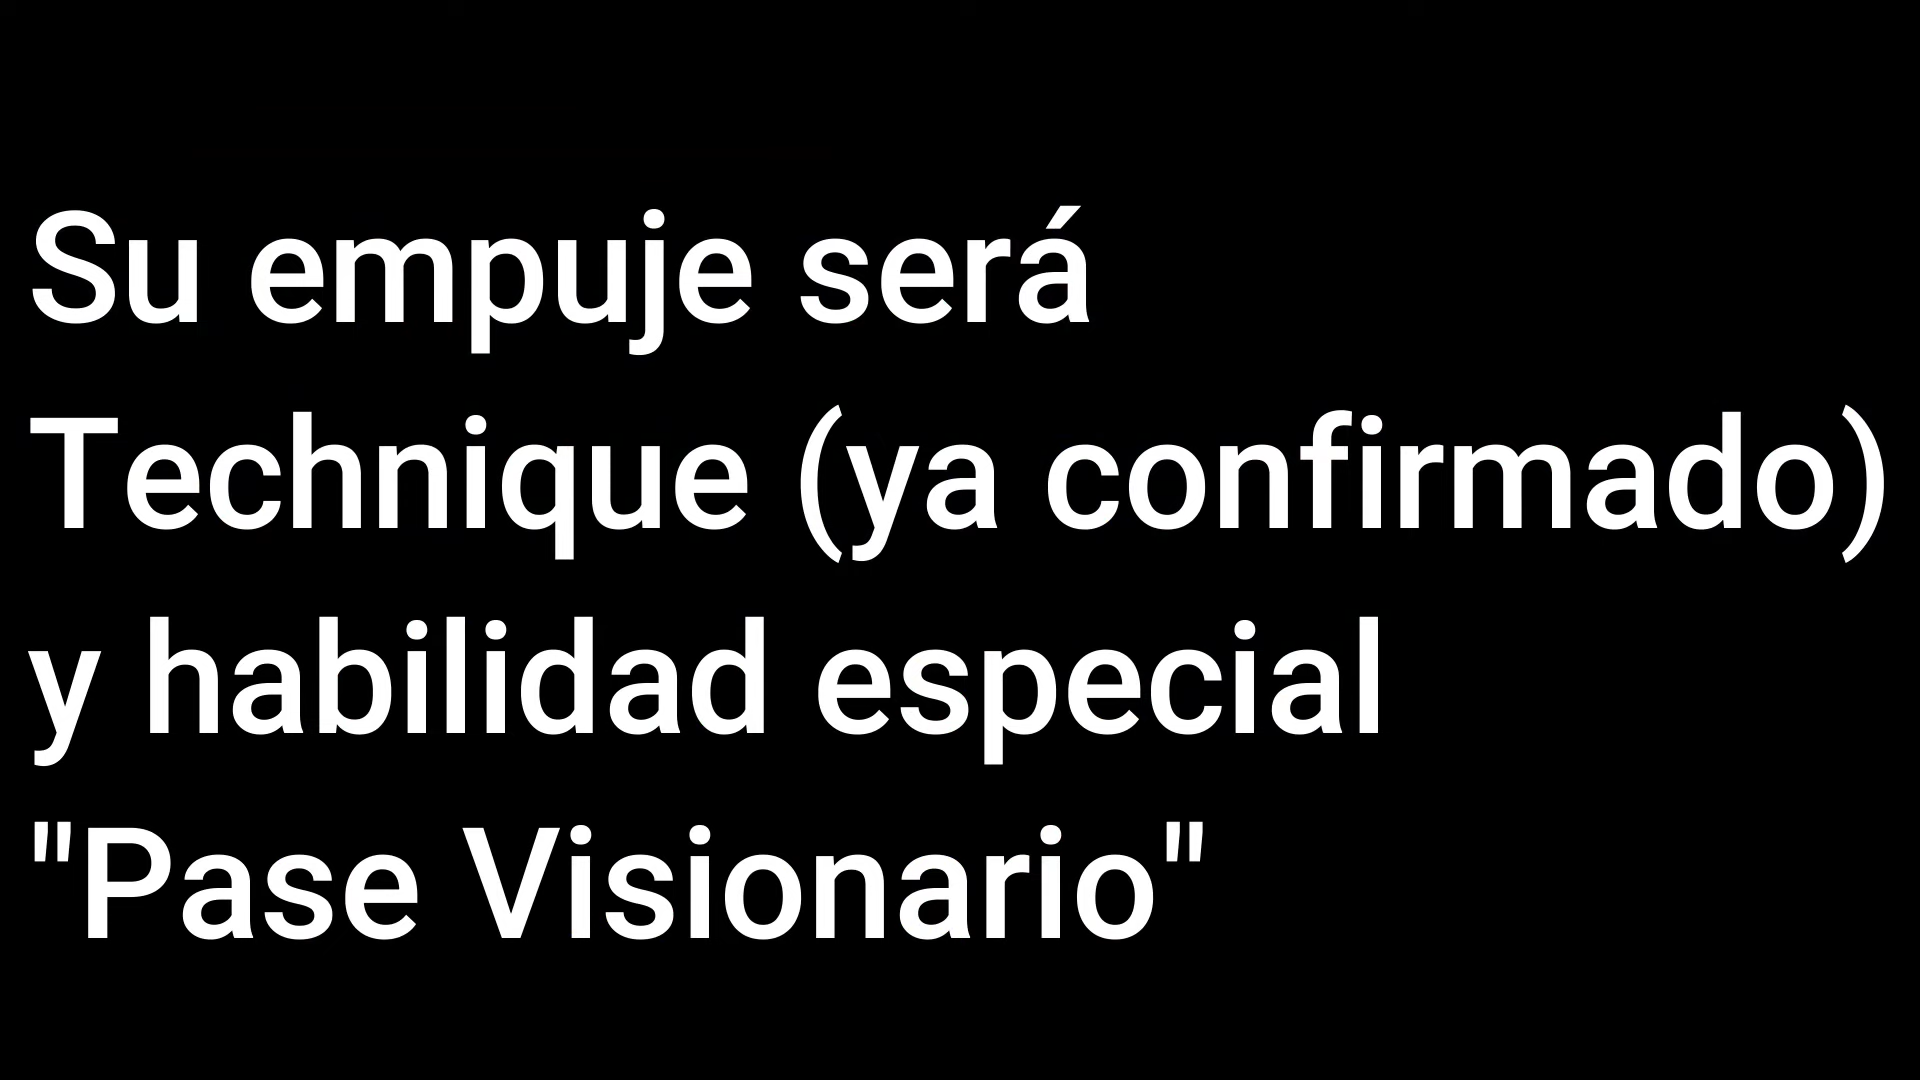 Su empuje será
Technique (ya confirmado)
y habilidad especial
"Pase Visionario"